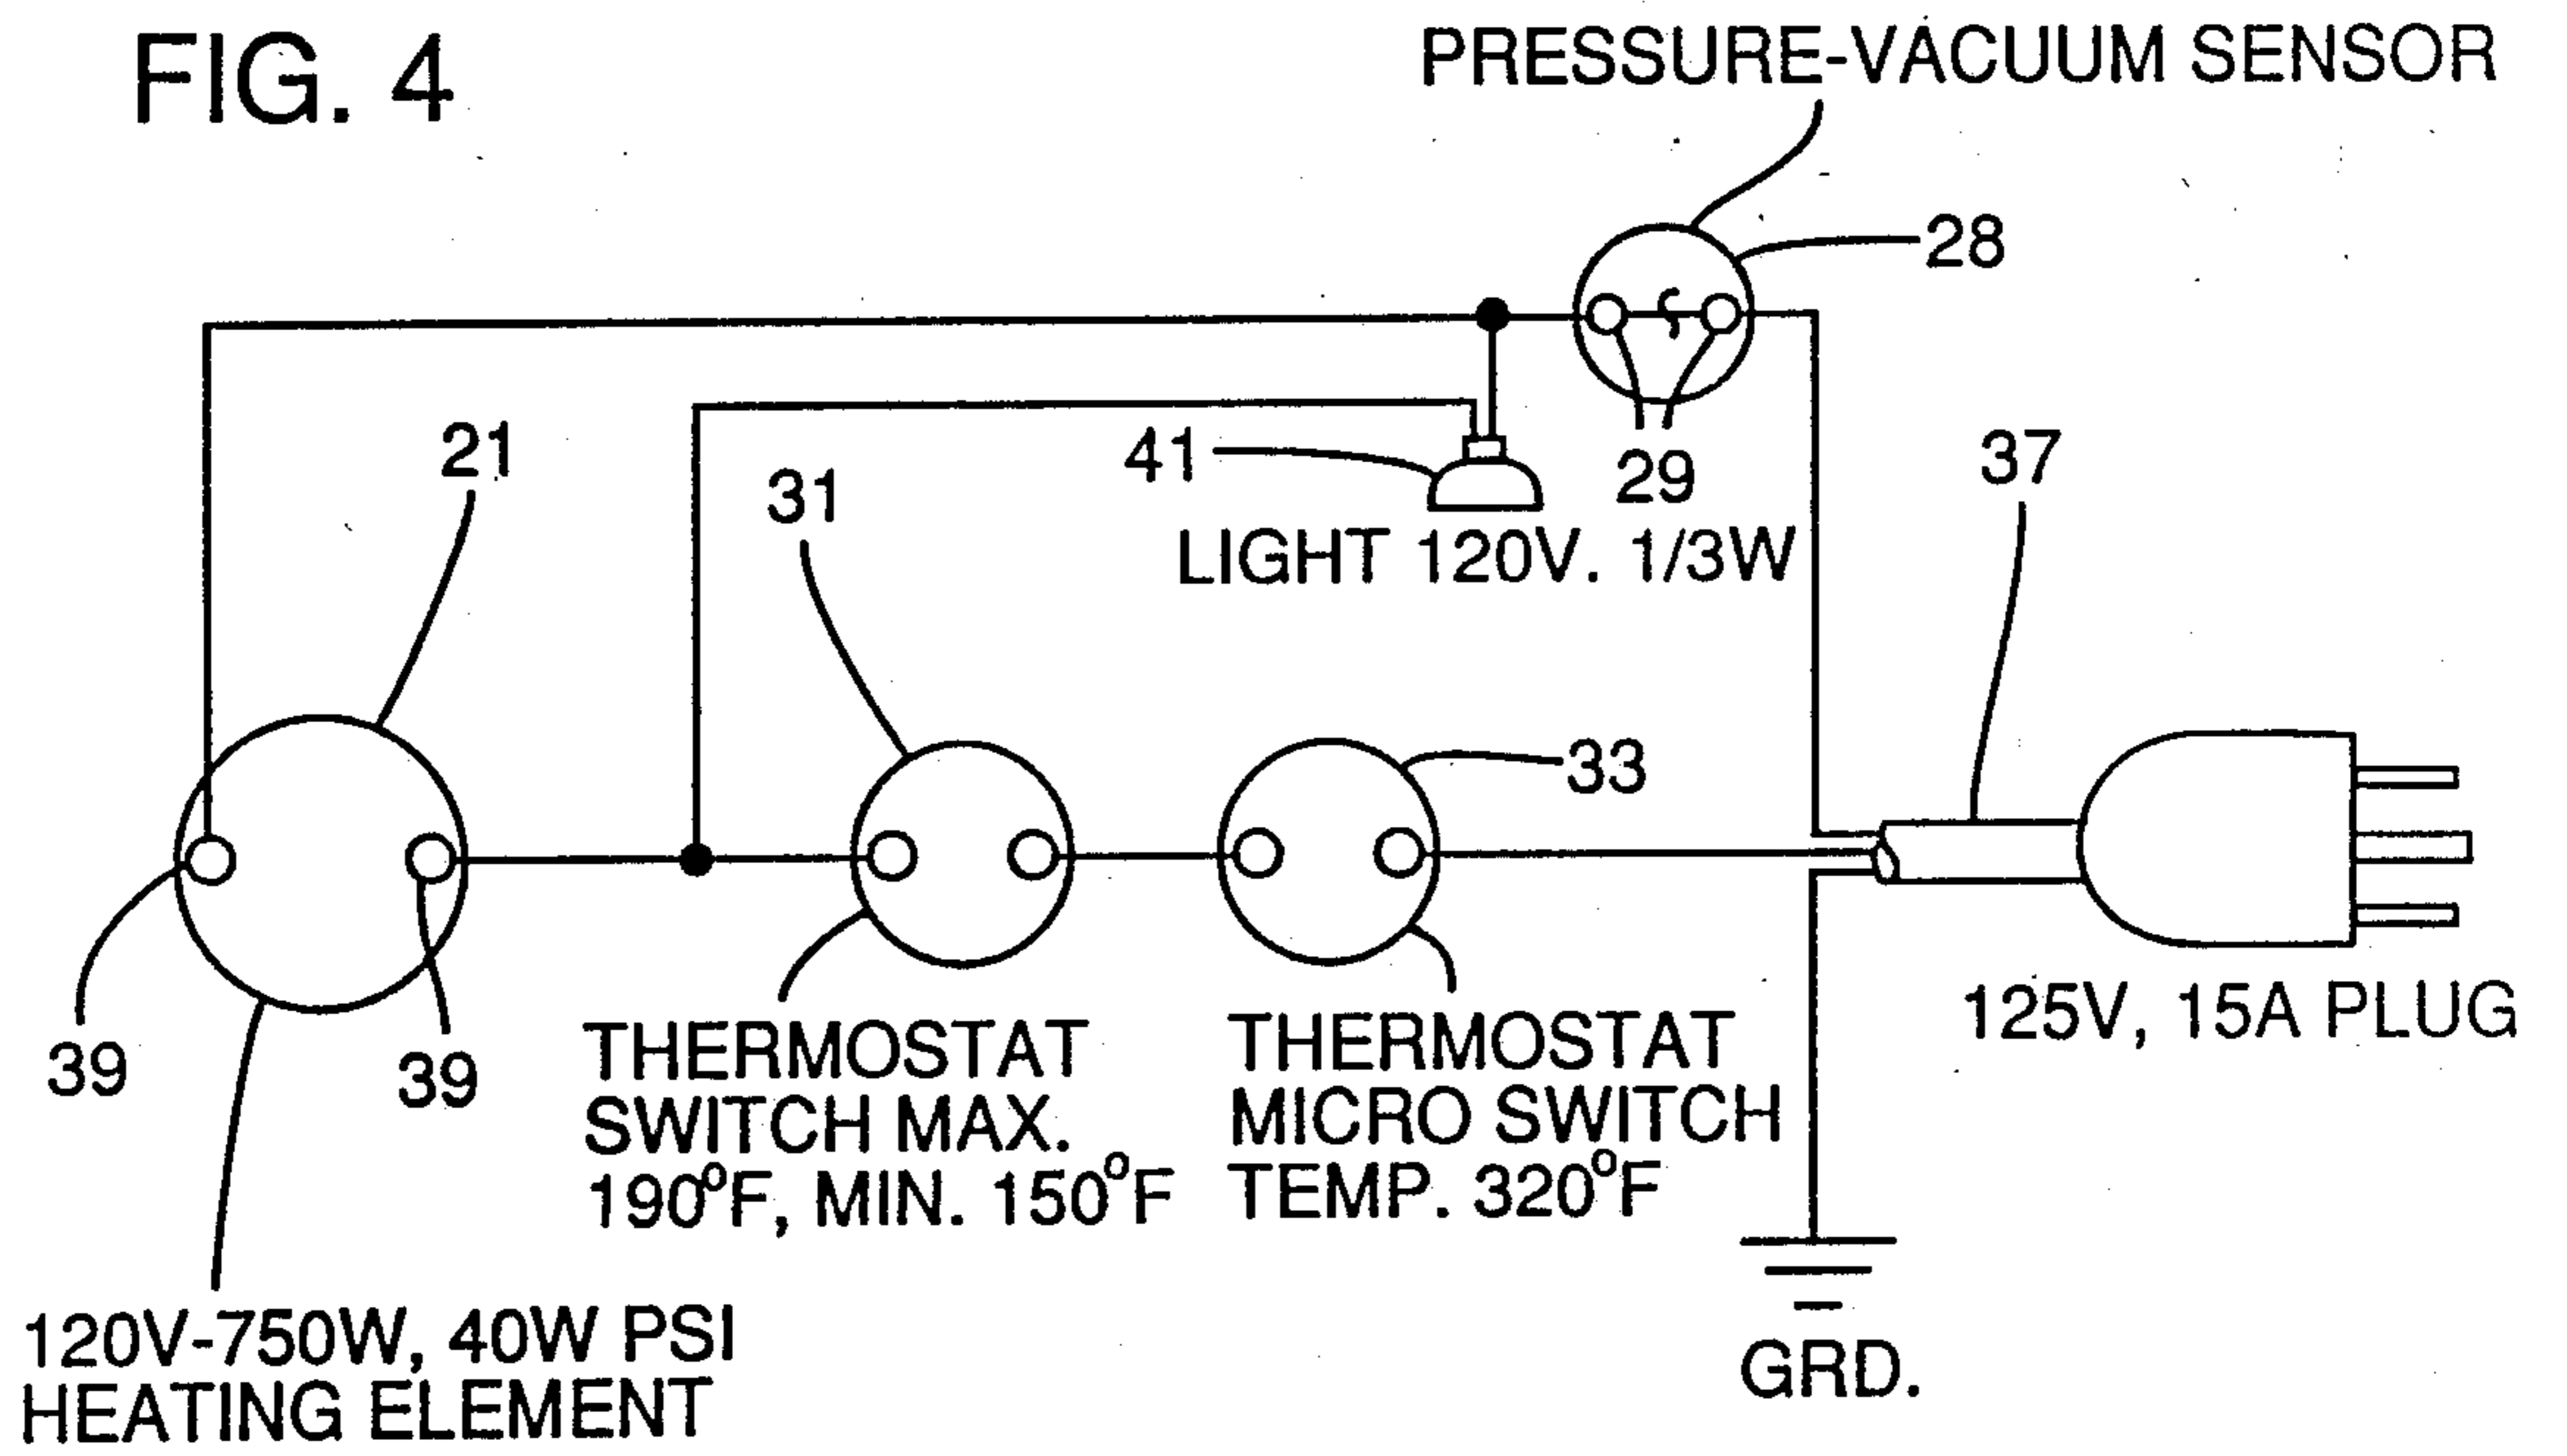 FIG. 4
PRESSURE-VACUUM SENSOR
28
21
31
41
29
37
LIGHT 120V. 1/3W
33
39
39
THERMOSTAT
SWITCH MAX.
190°F, MIN. 150°F
THERMOSTAT
MICRO SWITCH
TEMP. 320°F
125V, 15A PLUG
120V-750W, 40W PSI
HEATING ELEMENT
GRD.